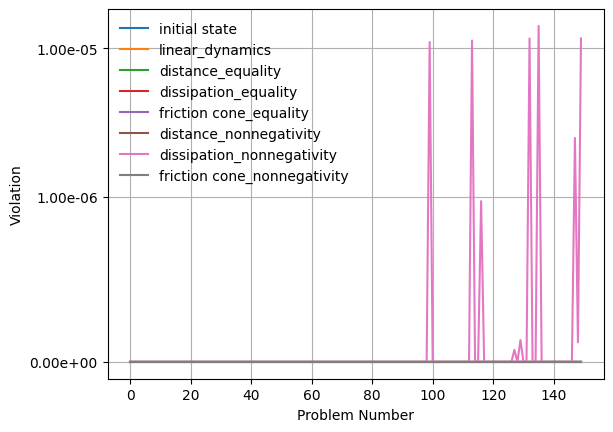 initial state
linear_dynamics
distance_equality
dissipation_equality
friction cone_equality
distance_nonnegativity
dissipation_nonnegativity
friction cone_nonnegativity
1.00e-05
1.00e-06
0.00e+00
Violation
0 20 40 60 80 100 120 140
Problem Number